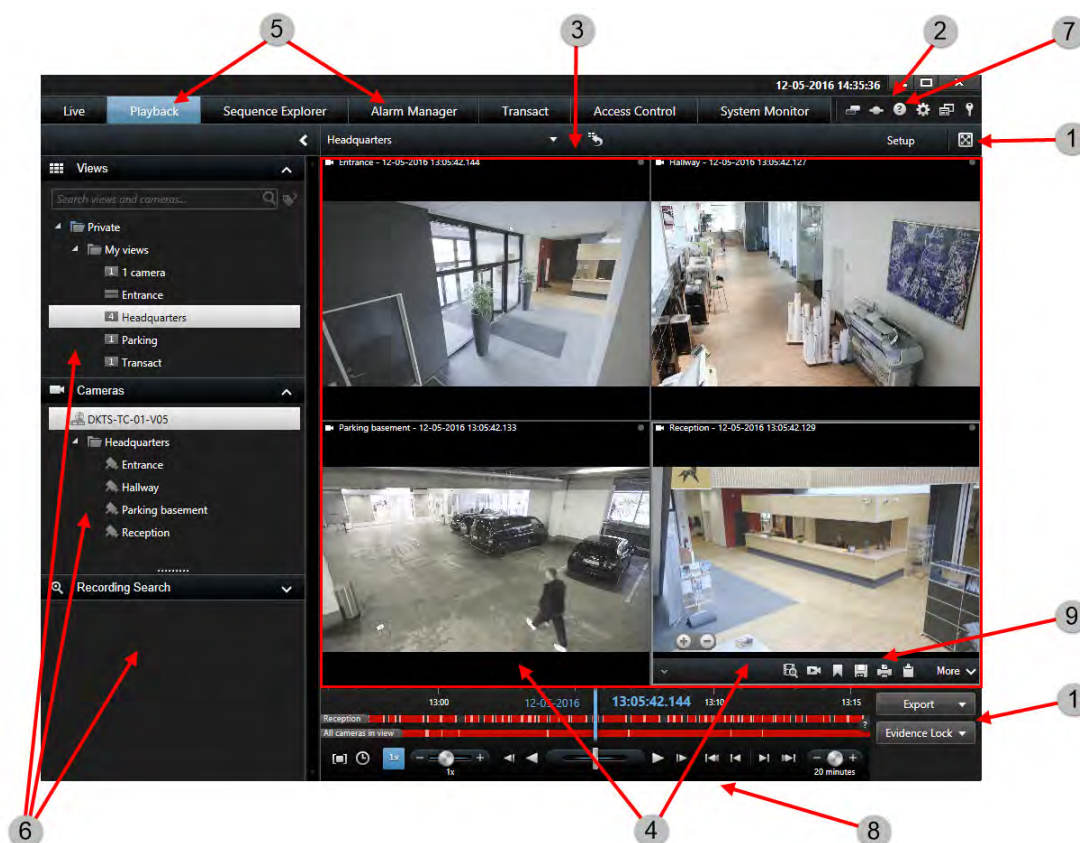 5
3
2
7
12-05-2016 14:35:36
Live Playback Sequence Explorer Alarm Manager Transact Access Control System Monitor
Headquarters
Setup
1
Views
Entrance - 12-05-2016 13:05:42.144
Hallway - 12-05-2016 13:05:42.127
Search views and cameras...
Private
My views
1 1 camera
Entrance
4 Headquarters
1 Parking
1 Transact
Cameras
DKTS-TC-01-V05
Headquarters
Entrance
Hallway
Parking basement
Reception
Recording Search
Parking basement - 12-05-2016 13:05:42.133
Reception - 12-05-2016 13:05:42.129
9
More
13:00 12-05-2016 13:05:42.144 13:10 13:15
Reception
All cameras in view
?
Export
Evidence Lock
1
1x
1x
20 minutes
6
4
8